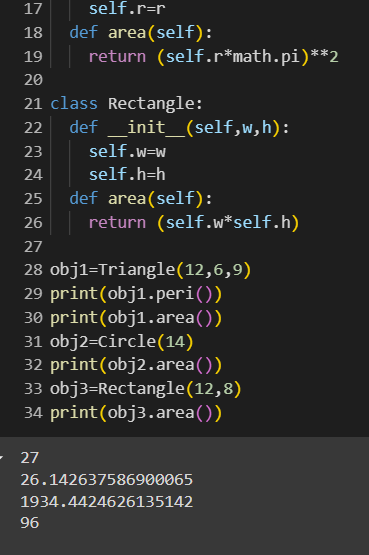 17 self.r=r
18 def area(self):
19 return (self.r*math.pi)**2
20
21 class Rectangle:
22 def __init__(self,w,h):
23 self.w=w
24 self.h=h
25 def area(self):
26 return (self.w*self.h)
27
28 obj1=Triangle(12,6,9)
29 print(obj1.peri())
30 print(obj1.area())
31 obj2=Circle(14)
32 print(obj2.area())
33 obj3=Rectangle(12,8)
34 print(obj3.area())
27
26.142637586900065
1934.4424626135142
96